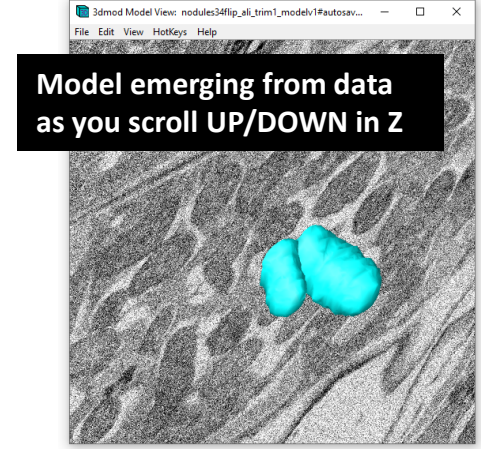 3dmod Model View: nodules34flip_ali_trim1_modelv1#autosav...
File Edit View HotKeys Help
Model emerging from data
as you scroll UP/DOWN in Z